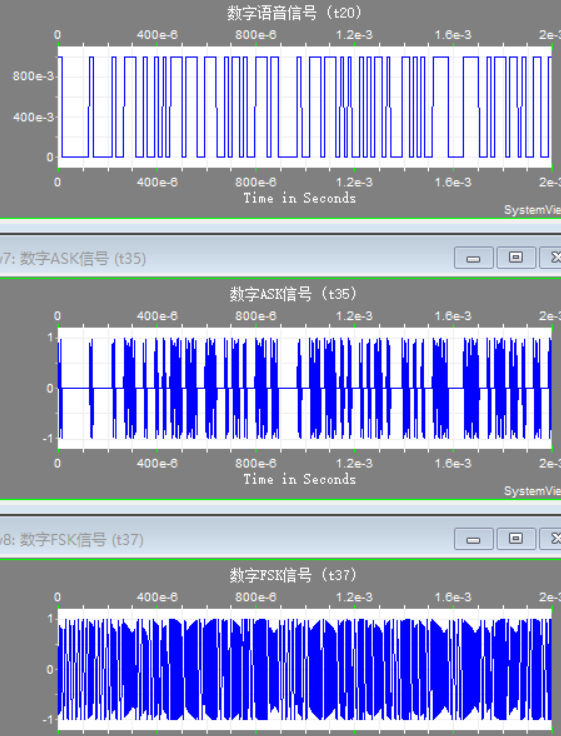 数字语音信号 (t20)
0 400e-6 800e-6 1.2e-3 1.6e-3 2e-3
800e-3
400e-3
0
0 400e-6 800e-6 1.2e-3 1.6e-3 2e-3
Time in Seconds
SystemVie
v7: 数字ASK信号 (t35)
数字ASK信号 (t35)
0 400e-6 800e-6 1.2e-3 1.6e-3 2e-3
1
0
-1
0 400e-6 800e-6 1.2e-3 1.6e-3 2e-3
Time in Seconds
SystemVie
v8: 数字FSK信号 (t37)
数字FSK信号 (t37)
0 400e-6 800e-6 1.2e-3 1.6e-3 2e-3
1
0
-1